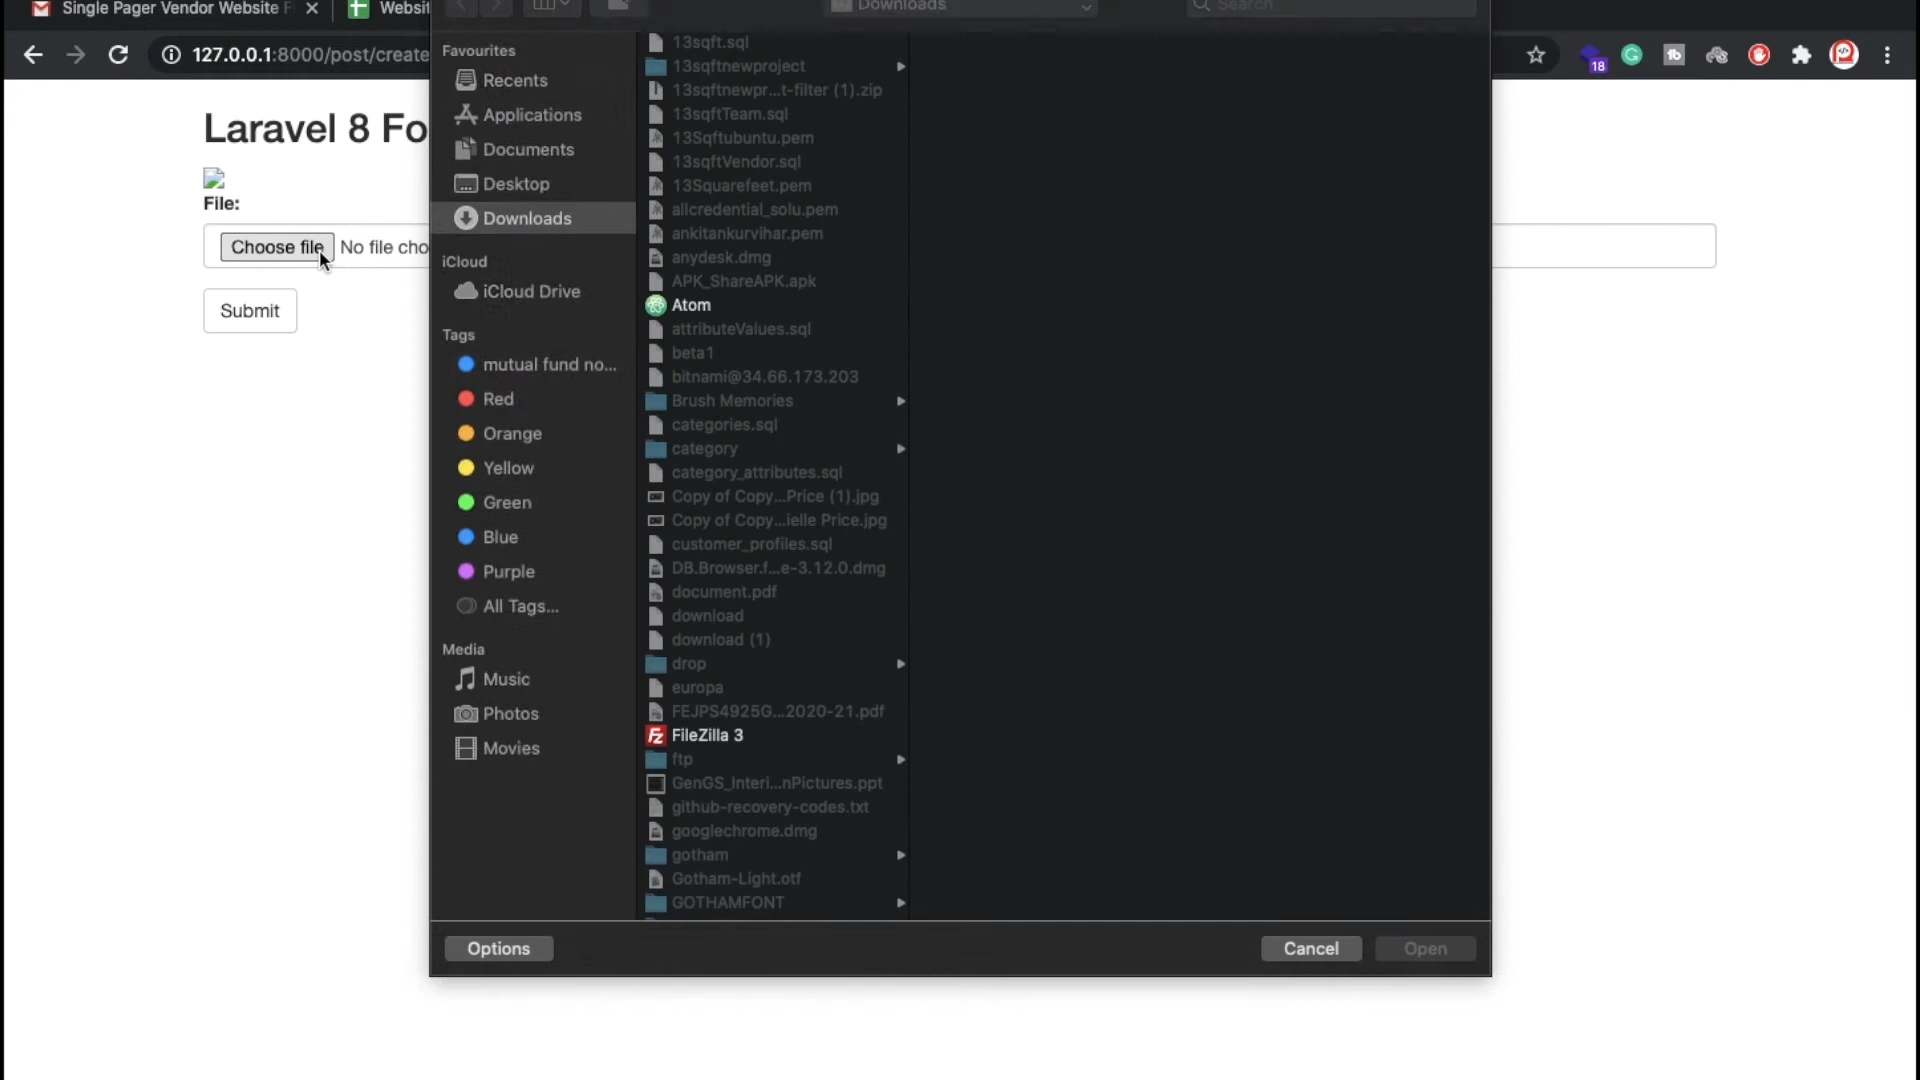 Single Pager Vendor Website F
Websit
Downloads
Search
127.0.0.1:8000/post/create
18
Laravel 8 Fo
File:
Choose file No file cho
Submit
Favourites
Recents
Applications
Documents
Desktop
Downloads
iCloud
iCloud Drive
Tags
mutual fund no...
Red
Orange
Yellow
Green
Blue
Purple
All Tags...
Media
Music
Photos
Movies
13sqft.sql
13sqftnewproject
13sqftnewpr...t-filter (1).zip
13sqftTeam.sql
13Sqftubuntu.pem
13sqftVendor.sql
13Squarefeet.pem
allcredential_solu.pem
ankitankurvihar.pem
anydesk.dmg
APK_ShareAPK.apk
Atom
attributeValues.sql
beta1
bitnami@34.66.173.203
Brush Memories
categories.sql
category
category_attributes.sql
Copy of Copy...Price (1).jpg
Copy of Copy...ielle Price.jpg
customer_profiles.sql
DB.Browser.f...e-3.12.0.dmg
document.pdf
download
download (1)
drop
europa
FEJPS4925G...2020-21.pdf
FileZilla 3
ftp
GenGS_Interi...nPictures.ppt
github-recovery-codes.txt
googlechrome.dmg
gotham
Gotham-Light.otf
GOTHAMFONT
Options
Cancel
Open